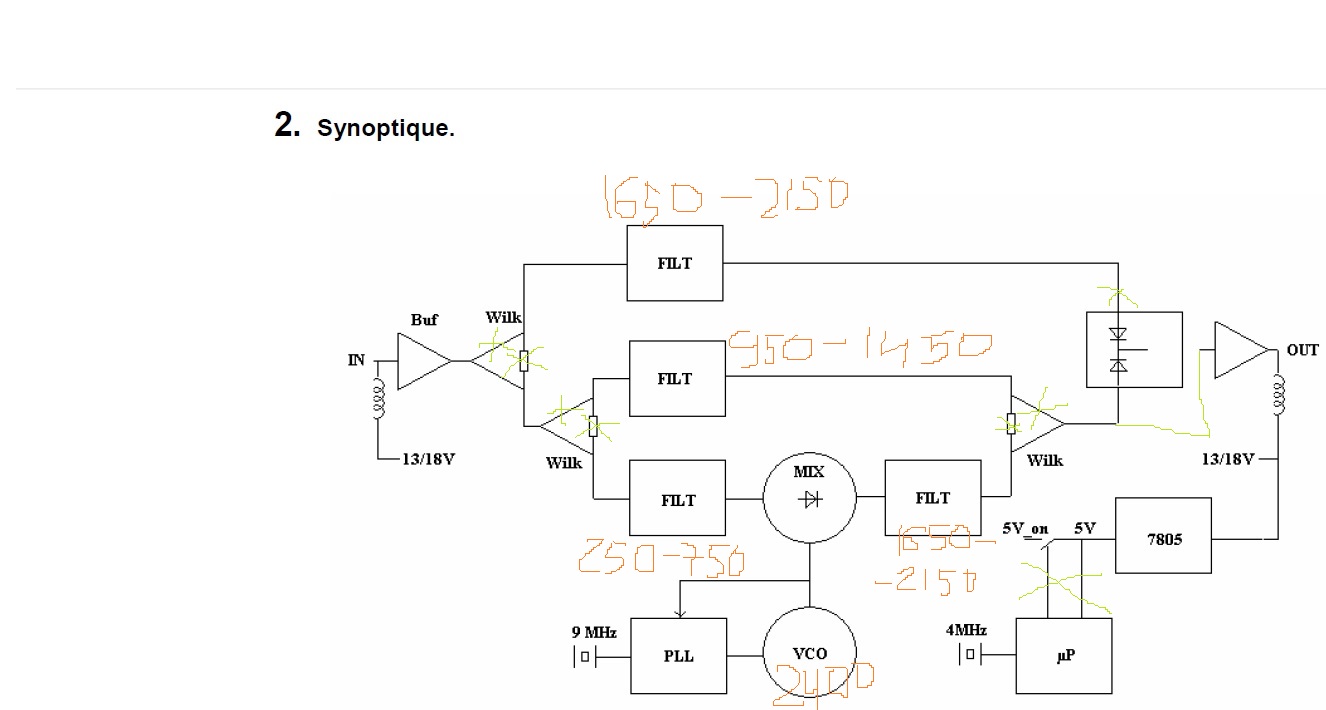 2. Synoptique.
1650-2150
FILT
Buf
Wilk
IN
950-1450
OUT
FILT
13/18V
Wilk
MIX
Wilk
13/18V
FILT
FILT
5V_on 5V
7805
250-750
1650-
-2150
9 MHz
4MHz
PLL
VCO
µP